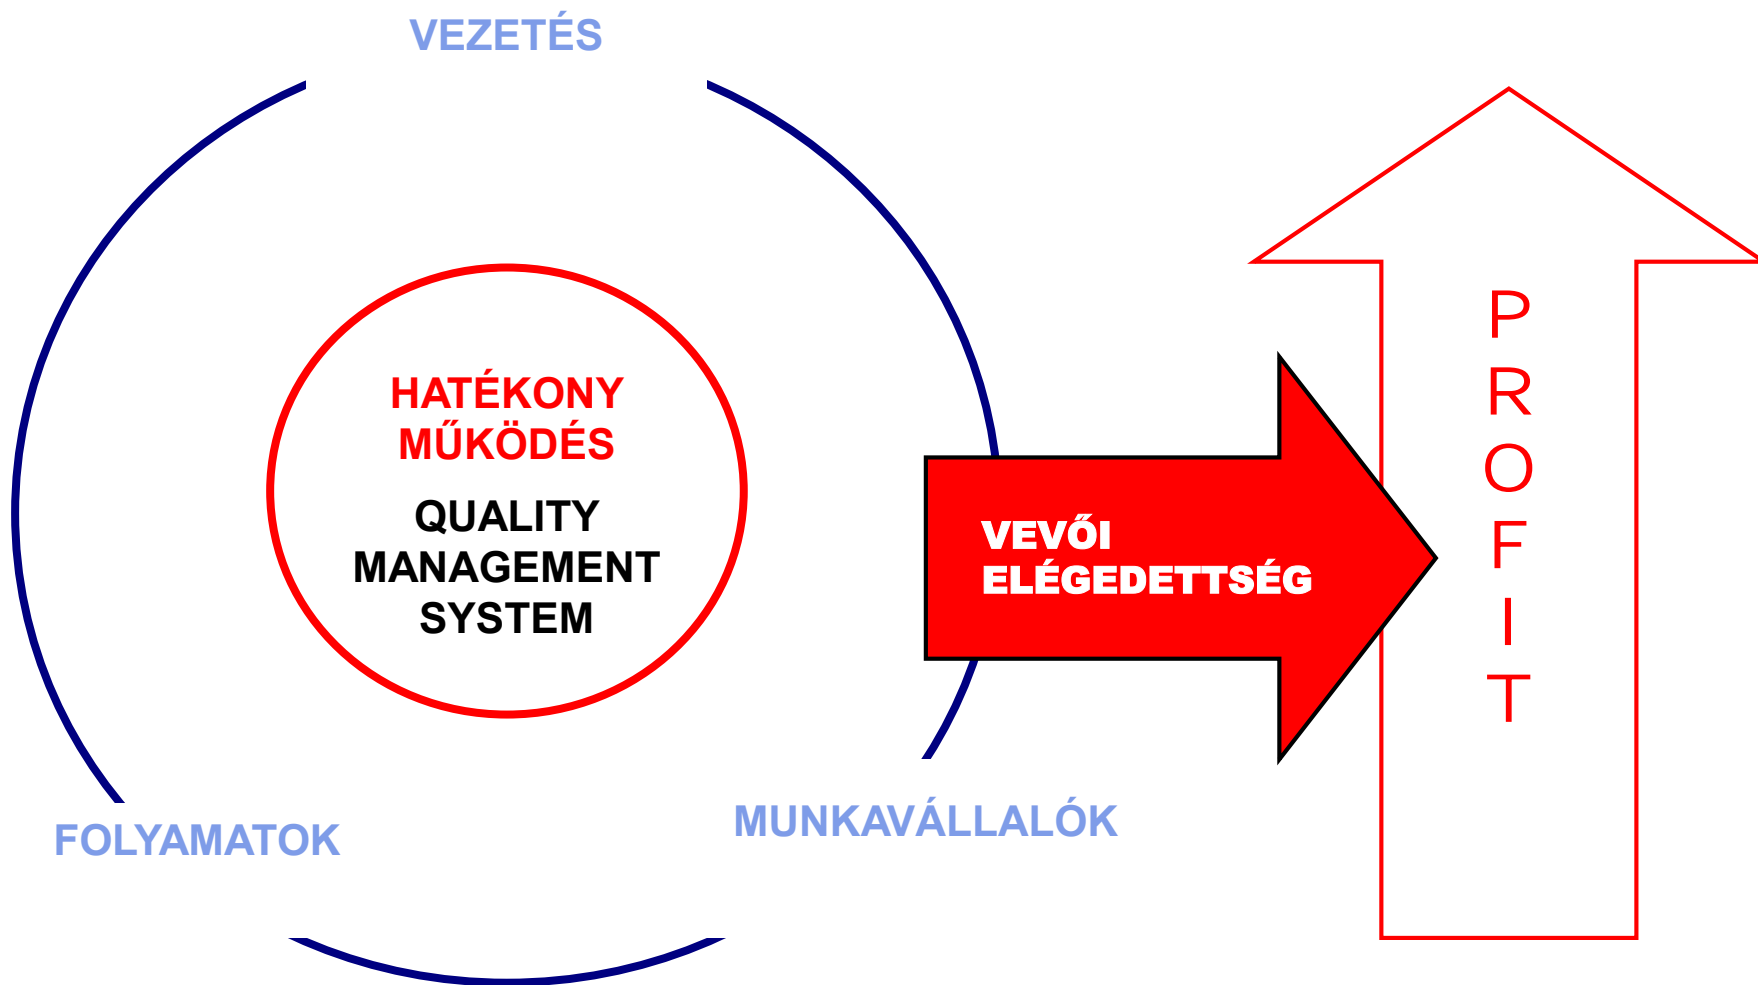 VEZETÉS
HATÉKONY
MŰKÖDÉS
QUALITY
MANAGEMENT
SYSTEM
VEVŐI
ELÉGEDETTSÉG
P
R
O
F
I
T
MUNKAVÁLLALÓK
FOLYAMATOK